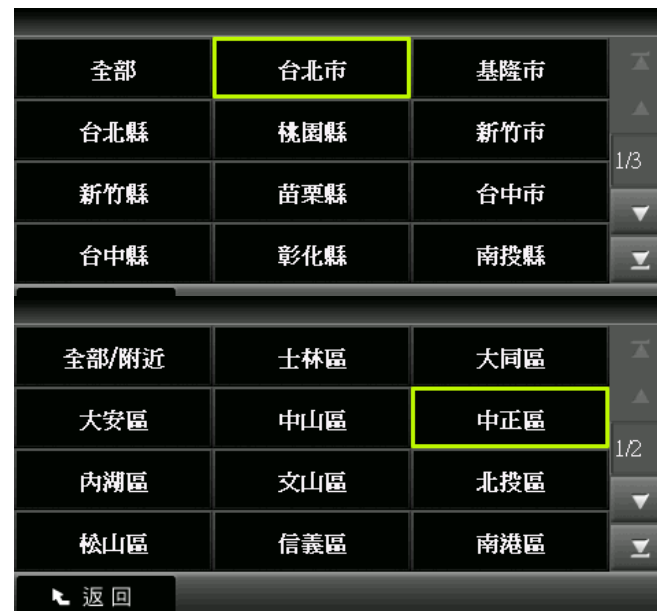 全部 台北市 基隆市
台北縣 桃園縣 新竹市
1/3
新竹縣 苗栗縣 台中市
台中縣 彰化縣 南投縣
全部/附近 士林區 大同區
大安區 中山區 中正區
1/2
內湖區 文山區 北投區
松山區 信義區 南港區
返回